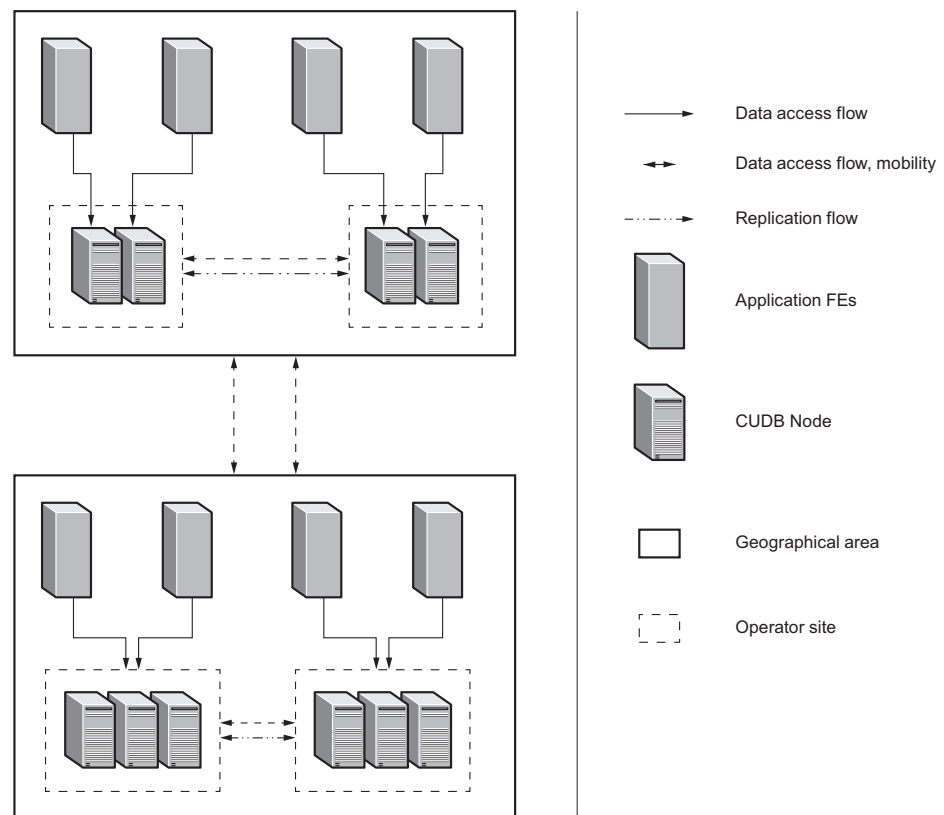 Data access flow
Data access flow, mobility
Replication flow
Application FEs
CUDB Node
Geographical area
Operator site